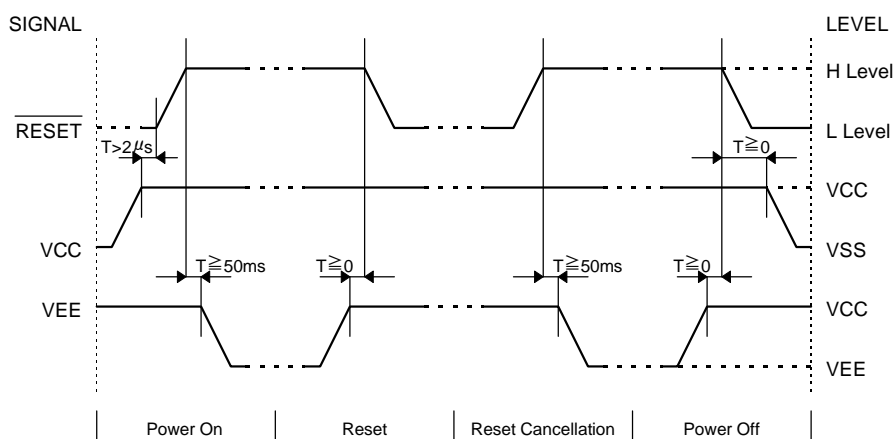 SIGNAL LEVEL
H Level
RESET L Level
T>2μs T≧0
VCC
VCC VSS
T≧50ms T≧0 T≧50ms T≧0
VEE VCC
VEE
Power On Reset Reset Cancellation Power Off